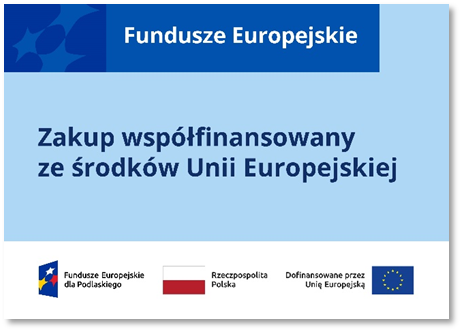 Fundusze Europejskie
Zakup współfinansowany
ze środków Unii Europejskiej
Fundusze Europejskie
dla Podlaskiego
Rzeczpospolita
Polska
Dofinansowane przez
Unię Europejską